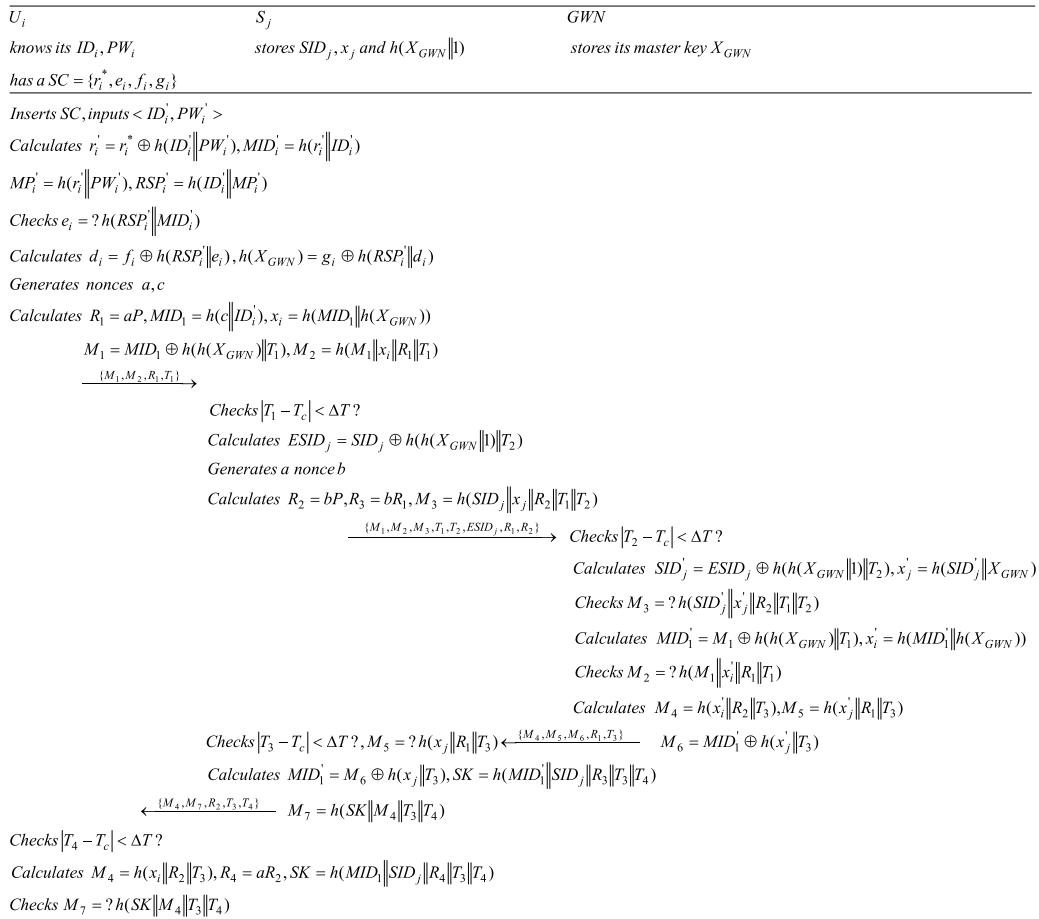 U_i S_j GWN
knows its ID_i, PW_i stores SID_j, x_j and h(X_GWN‖1) stores its master key X_GWN
has a SC = {r_i^*, e_i, f_i, g_i}
Inserts SC, inputs < ID_i', PW_i' >
Calculates r_i' = r_i^* ⊕ h(ID_i'‖PW_i'), MID_i' = h(r_i'‖ID_i')
MP_i' = h(r_i'‖PW_i'), RSP_i' = h(ID_i'‖MP_i')
Checks e_i = ? h(RSP_i'‖MID_i')
Calculates d_i = f_i ⊕ h(RSP_i'‖e_i), h(X_GWN) = g_i ⊕ h(RSP_i'‖d_i)
Generates nonces a, c
Calculates R_1 = aP, MID_1 = h(c‖ID_i'), x_i = h(MID_1‖h(X_GWN))
M_1 = MID_1 ⊕ h(h(X_GWN)‖T_1), M_2 = h(M_1‖x_i‖R_1‖T_1)
{M_1, M_2, R_1, T_1}
Checks |T_1 − T_c| < ΔT ?
Calculates ESID_j = SID_j ⊕ h(h(X_GWN‖1)‖T_2)
Generates a nonce b
Calculates R_2 = bP, R_3 = bR_1, M_3 = h(SID_j‖x_j‖R_2‖T_1‖T_2)
{M_1, M_2, M_3, T_1, T_2, ESID_j, R_1, R_2} Checks |T_2 − T_c| < ΔT ?
Calculates SID_j' = ESID_j ⊕ h(h(X_GWN‖1)‖T_2), x_j' = h(SID_j'‖X_GWN)
Checks M_3 = ? h(SID_j'‖x_j'‖R_2‖T_1‖T_2)
Calculates MID_1' = M_1 ⊕ h(h(X_GWN)‖T_1), x_i' = h(MID_1'‖h(X_GWN))
Checks M_2 = ? h(M_1‖x_i'‖R_1‖T_1)
Calculates M_4 = h(x_i'‖R_2‖T_3), M_5 = h(x_j'‖R_1‖T_3)
Checks |T_3 − T_c| < ΔT ?, M_5 = ? h(x_j‖R_1‖T_3) {M_4, M_5, M_6, R_1, T_3} M_6 = MID_1' ⊕ h(x_j'‖T_3)
Calculates MID_1' = M_6 ⊕ h(x_j‖T_3), SK = h(MID_1'‖SID_j‖R_3‖T_3‖T_4)
{M_4, M_7, R_2, T_3, T_4} M_7 = h(SK‖M_4‖T_3‖T_4)
Checks |T_4 − T_c| < ΔT ?
Calculates M_4 = h(x_i‖R_2‖T_3), R_4 = aR_2, SK = h(MID_1‖SID_j‖R_4‖T_3‖T_4)
Checks M_7 = ? h(SK‖M_4‖T_3‖T_4)